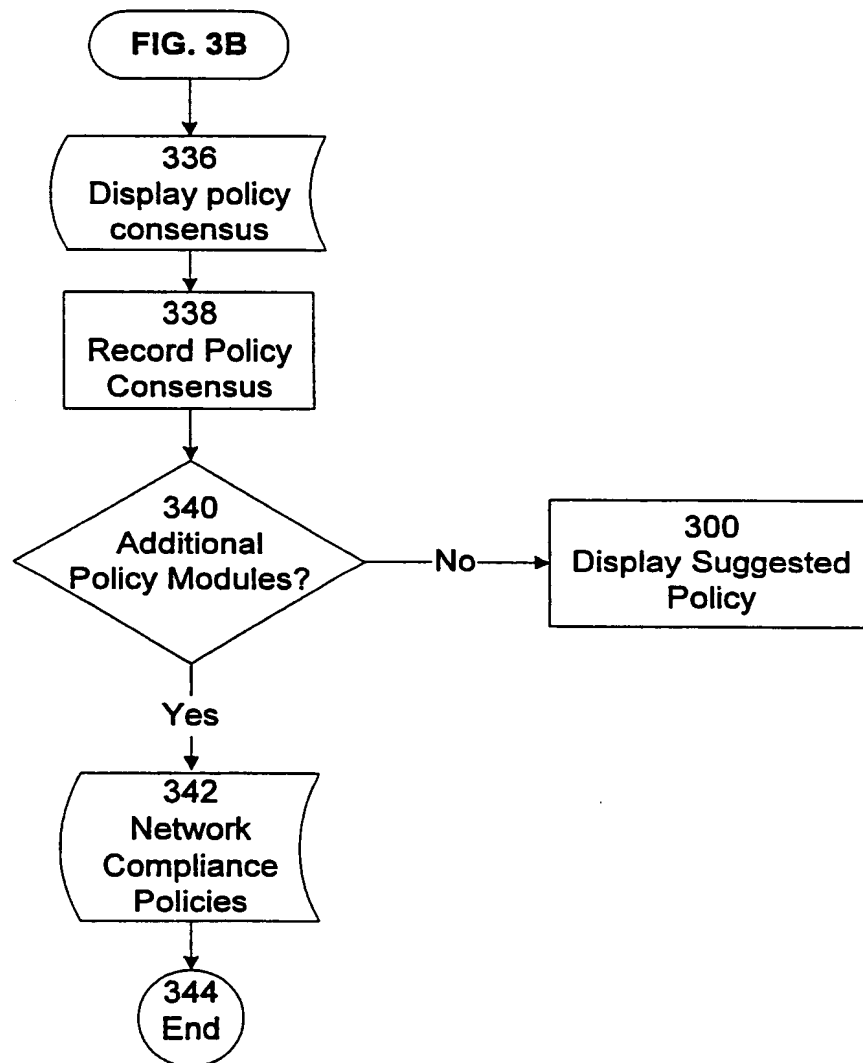 FIG. 3B
336
Display policy
consensus
338
Record Policy
Consensus
340
Additional
Policy Modules?
No
300
Display Suggested
Policy
Yes
342
Network
Compliance
Policies
344
End